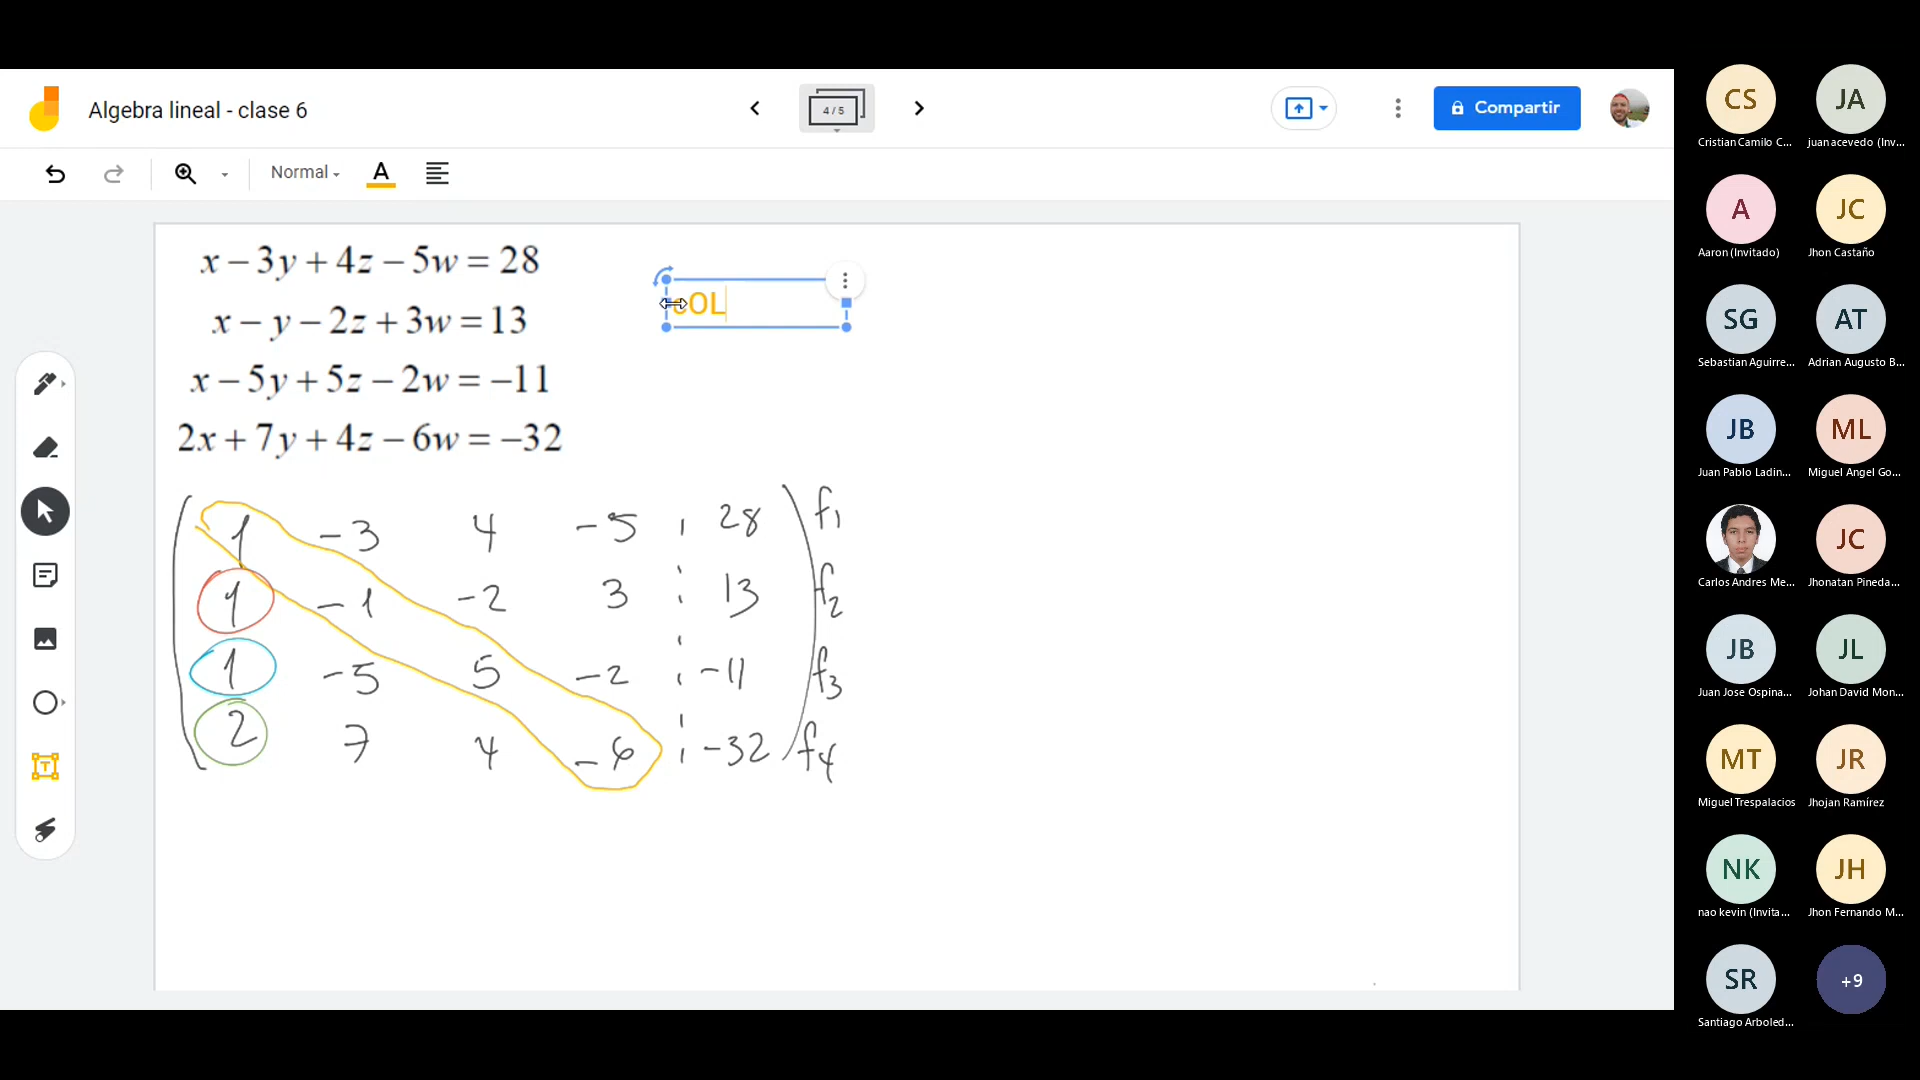 Algebra lineal - clase 6
4 / 5
Compartir
Normal
A
x − 3y + 4z − 5w = 28
x − y − 2z + 3w = 13
x − 5y + 5z − 2w = −11
2x + 7y + 4z − 6w = −32
OL
T
1 -3 4 -5 28 f1
1 -1 -2 3 13 f2
1 -5 5 -2 -11 f3
2 7 4 -6 -32 f4
CS
Cristian Camilo C...
JA
juan acevedo (Inv...
A
Aaron (Invitado)
JC
Jhon Castaño
SG
Sebastian Aguirre...
AT
Adrian Augusto B...
JB
Juan Pablo Ladin...
ML
Miguel Angel Go...
Carlos Andres Me...
JC
Jhonatan Pineda...
JB
Juan Jose Ospina...
JL
Johan David Mon...
MT
Miguel Trespalacios
JR
Jhojan Ramírez
NK
nao kevin (Invita...
JH
Jhon Fernando M...
SR
Santiago Arboled...
+9